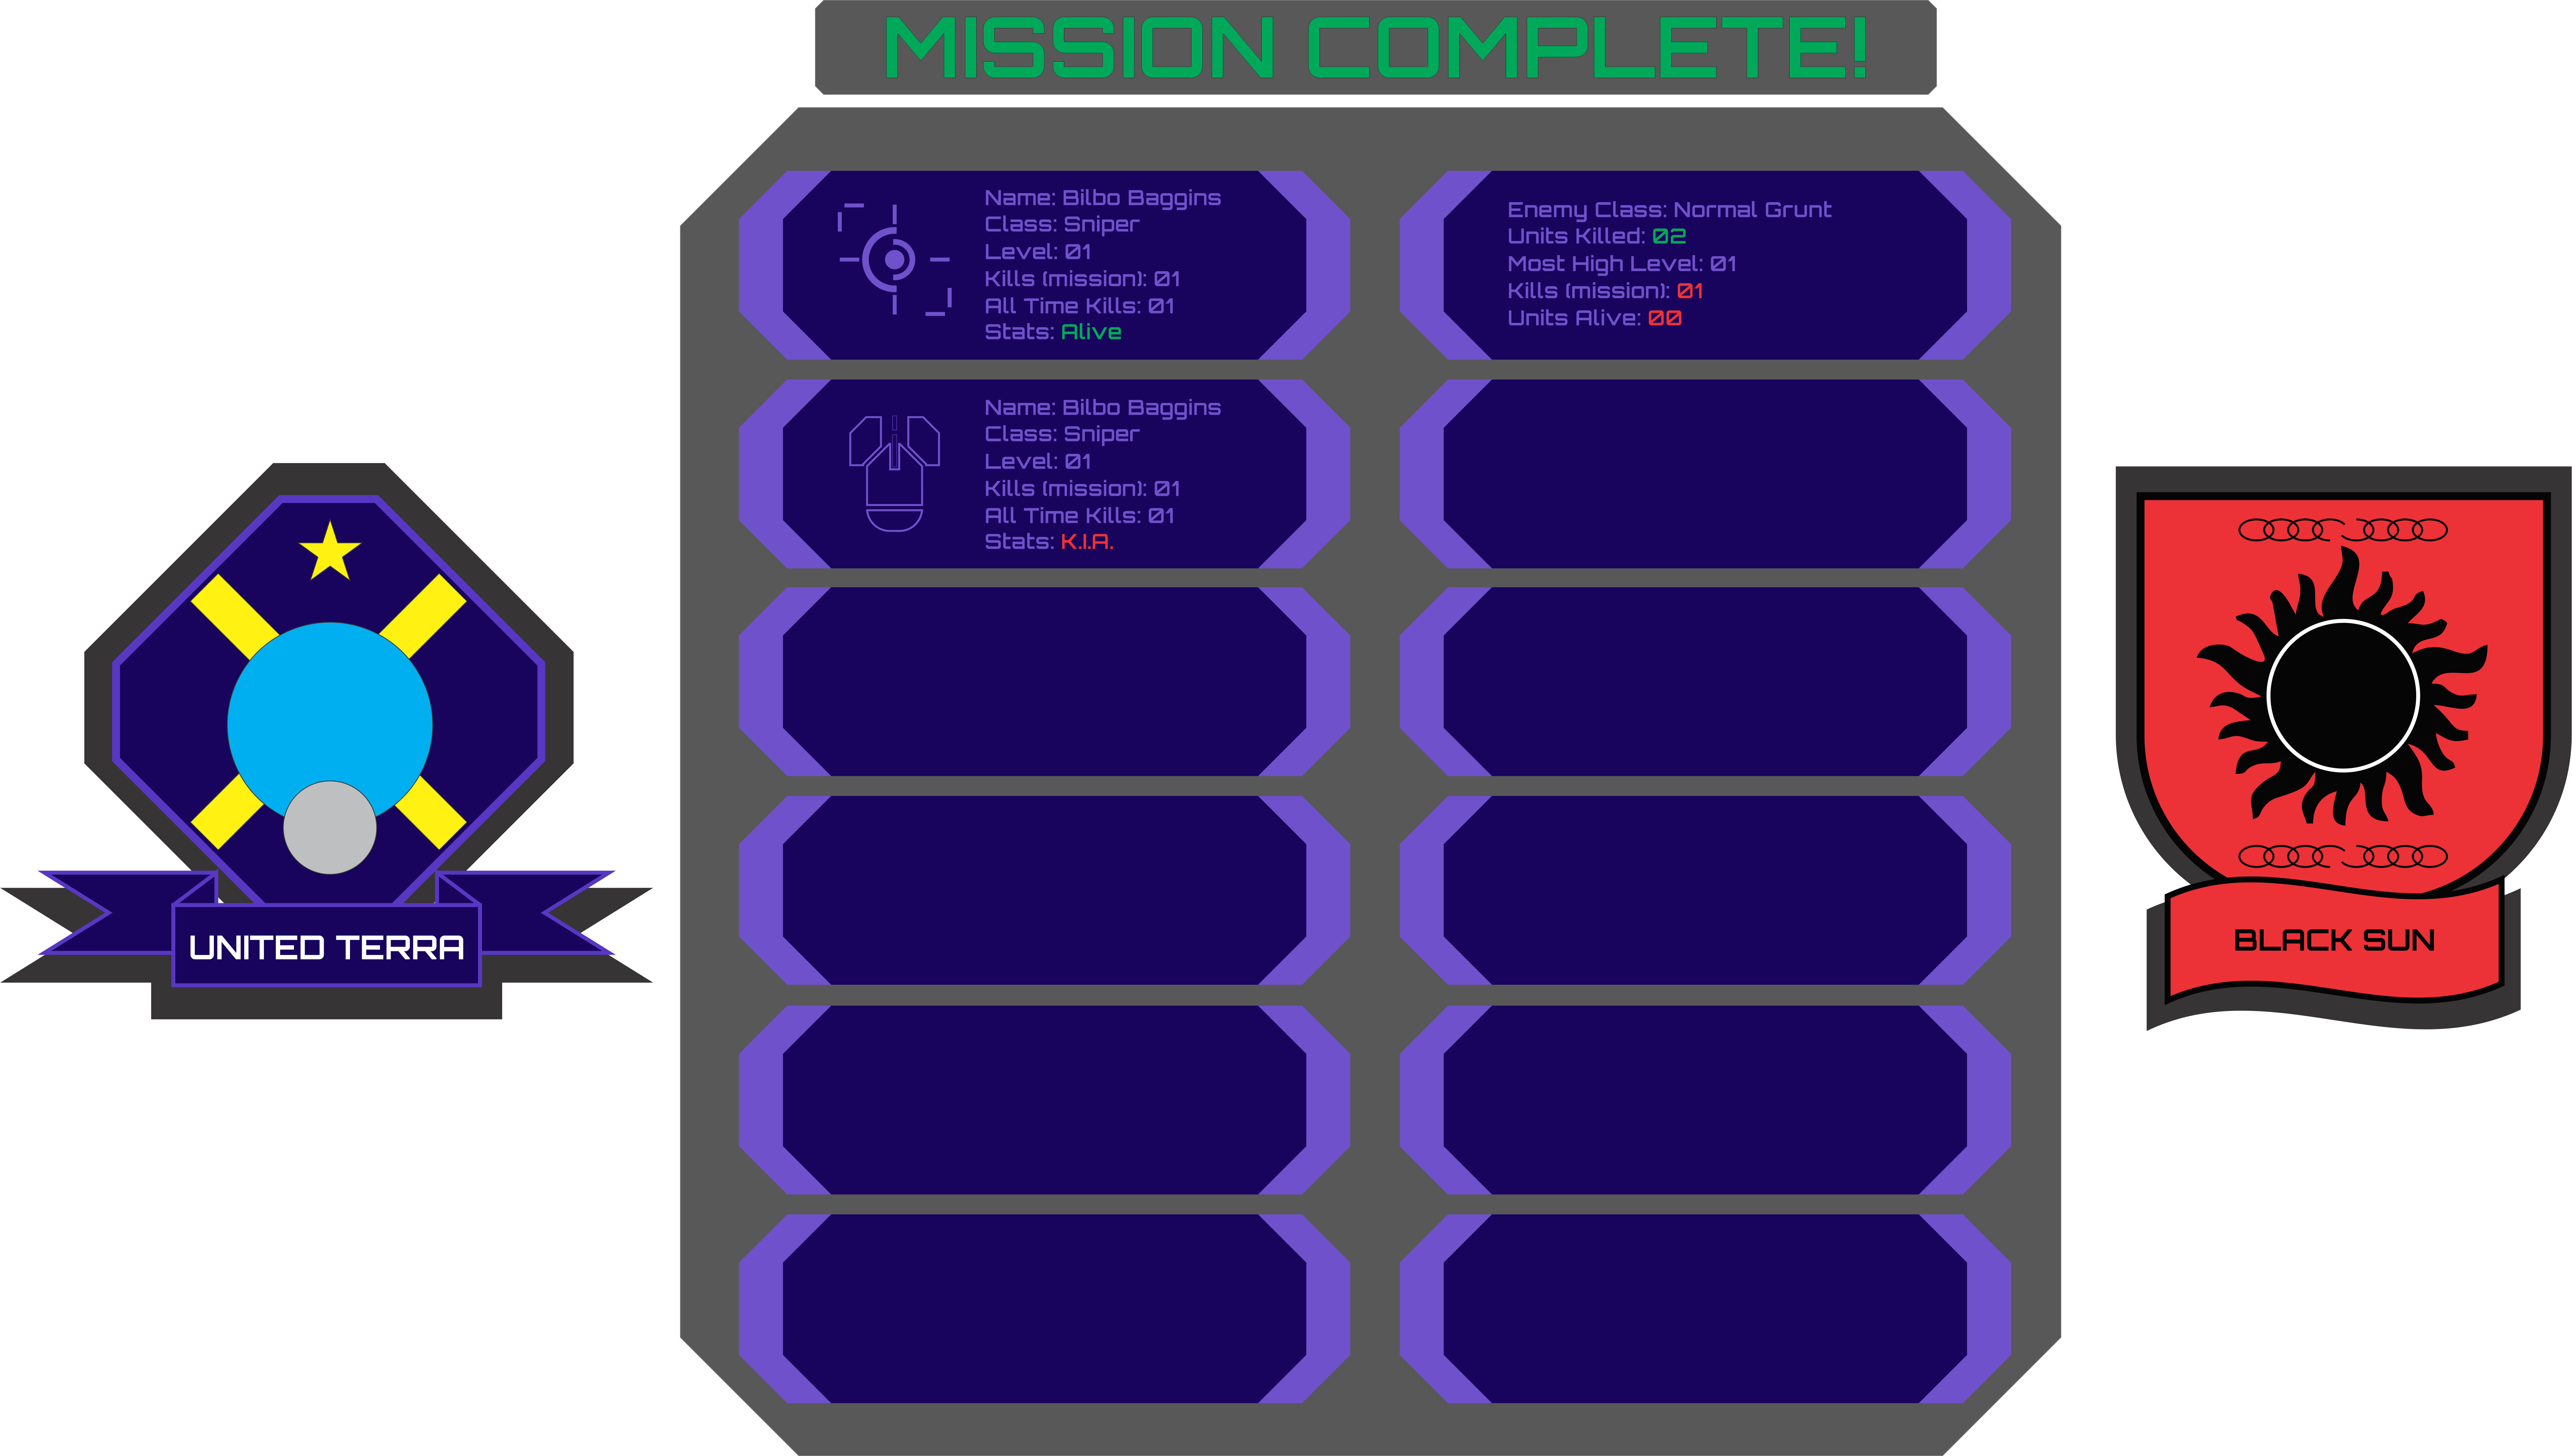 MISSION COMPLETE!
Name: Bilbo Baggins
Class: Sniper
Level: 01
Kills (mission): 01
All Time Kills: 01
Stats: Alive
Enemy Class: Normal Grunt
Units Killed: 02
Most High Level: 01
Kills (mission): 01
Units Alive: 00
Name: Bilbo Baggins
Class: Sniper
Level: 01
Kills (mission): 01
All Time Kills: 01
Stats: K.I.A.
UNITED TERRA
BLACK SUN